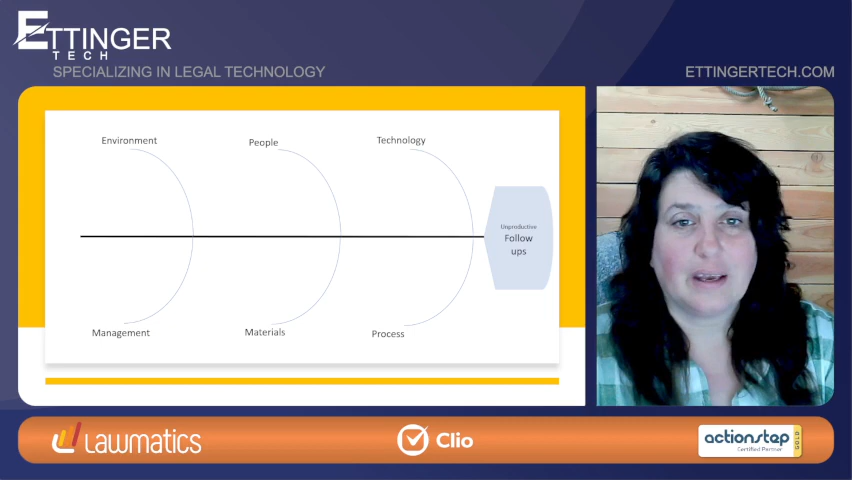 ETTINGER
TECH
SPECIALIZING IN LEGAL TECHNOLOGY
ETTINGERTECH.COM
Environment
People
Technology
Unproductive
Follow
ups
Management
Materials
Process
LAWMATICS
Clio
actionstep
Certified Partner
GOLD